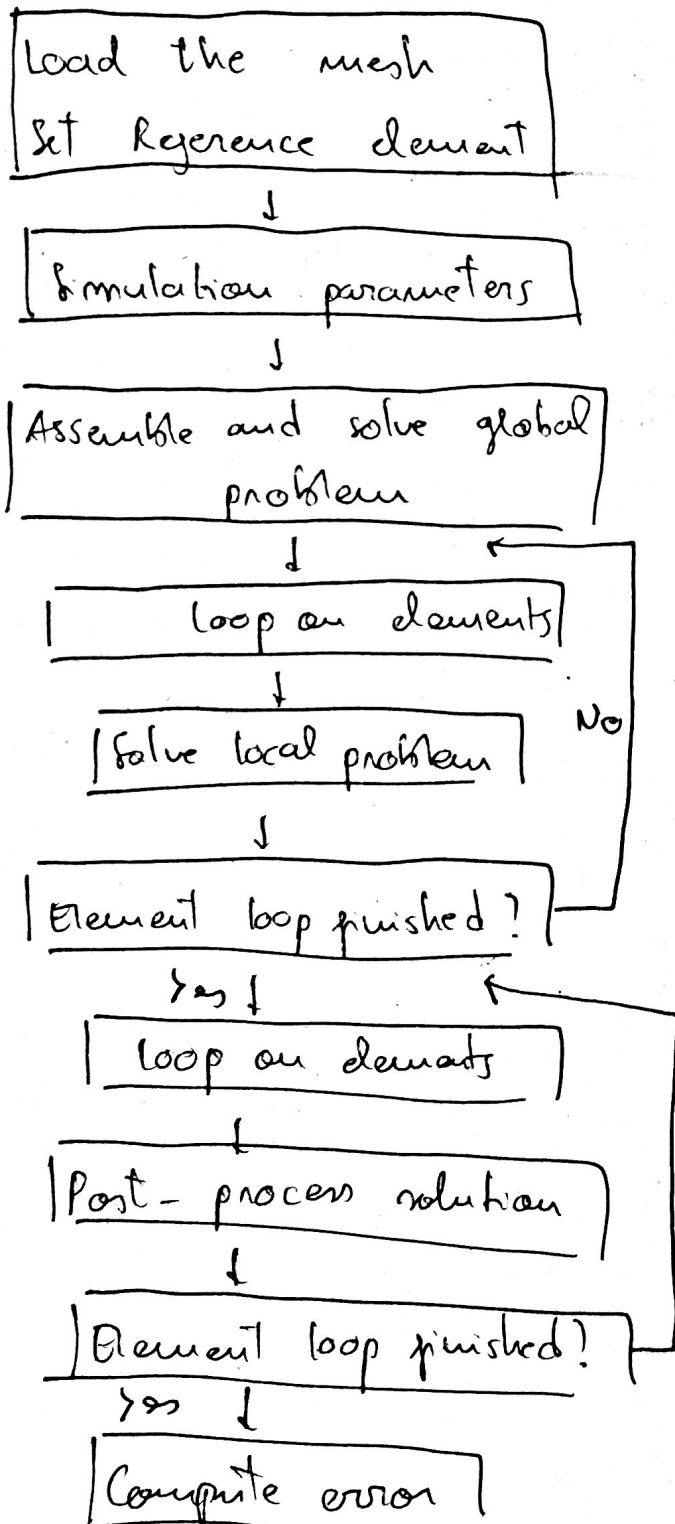 Load the mesh
Set Reference element
Simulation parameters
Assemble and solve global
problem
loop on elements
Solve local problem
No
Element loop finished?
Yes
loop on elements
Post-process solution
Element loop finished?
Yes
Compute error